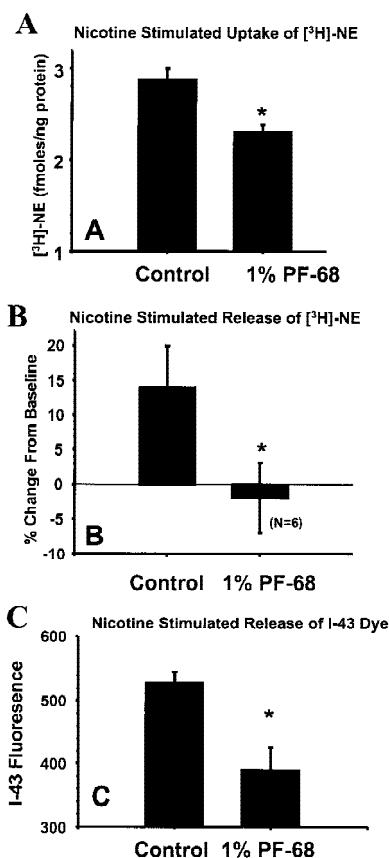 A
Nicotine Stimulated Uptake of [³H]-NE
[³H]-NE (fmoles/ng protein)
3
2
1
*
A
Control 1% PF-68
B
Nicotine Stimulated Release of [³H]-NE
% Change From Baseline
20
15
10
5
0
-5
-10
*
(N=6)
B
Control 1% PF-68
C
Nicotine Stimulated Release of I-43 Dye
I-43 Fluoresence
600
500
400
300
*
C
Control 1% PF-68